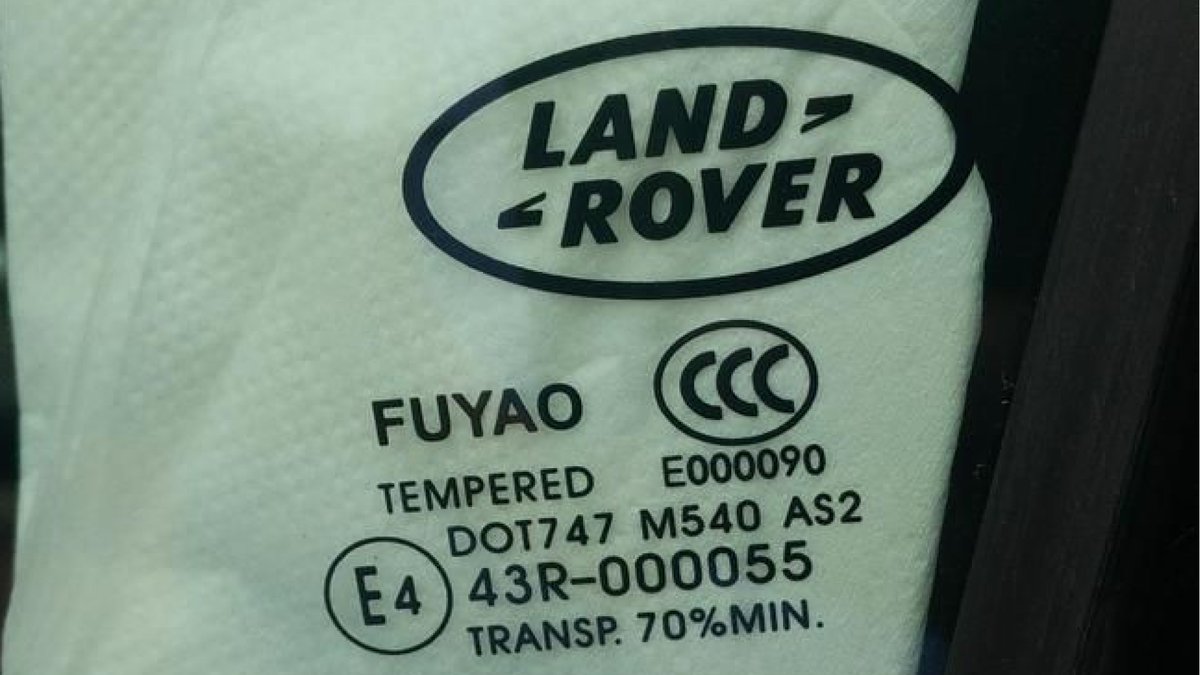 LAND
ROVER
CCC
FUYAO
TEMPERED E000090
DOT747 M540 AS2
E4 43R-000055
TRANSP. 70%MIN.